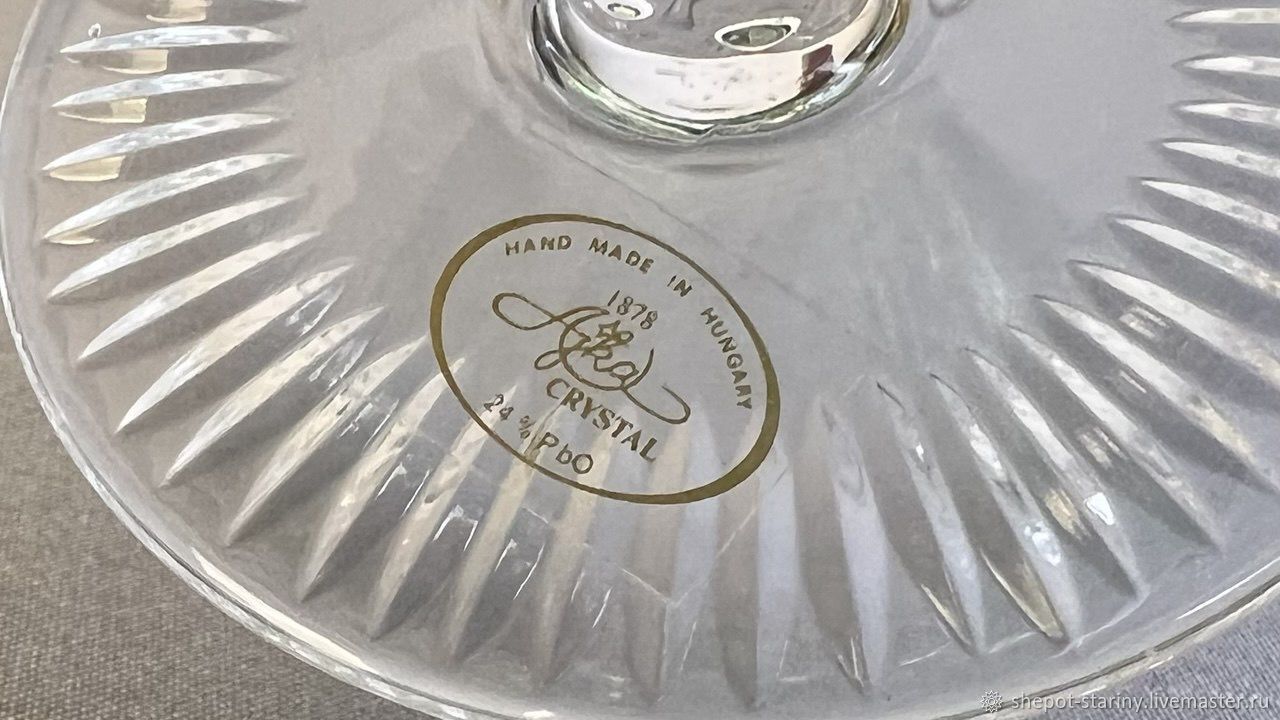 HAND MADE IN HUNGARY
1878
Ajka
CRYSTAL
24% PbO
shepot-stariny.livemaster.ru